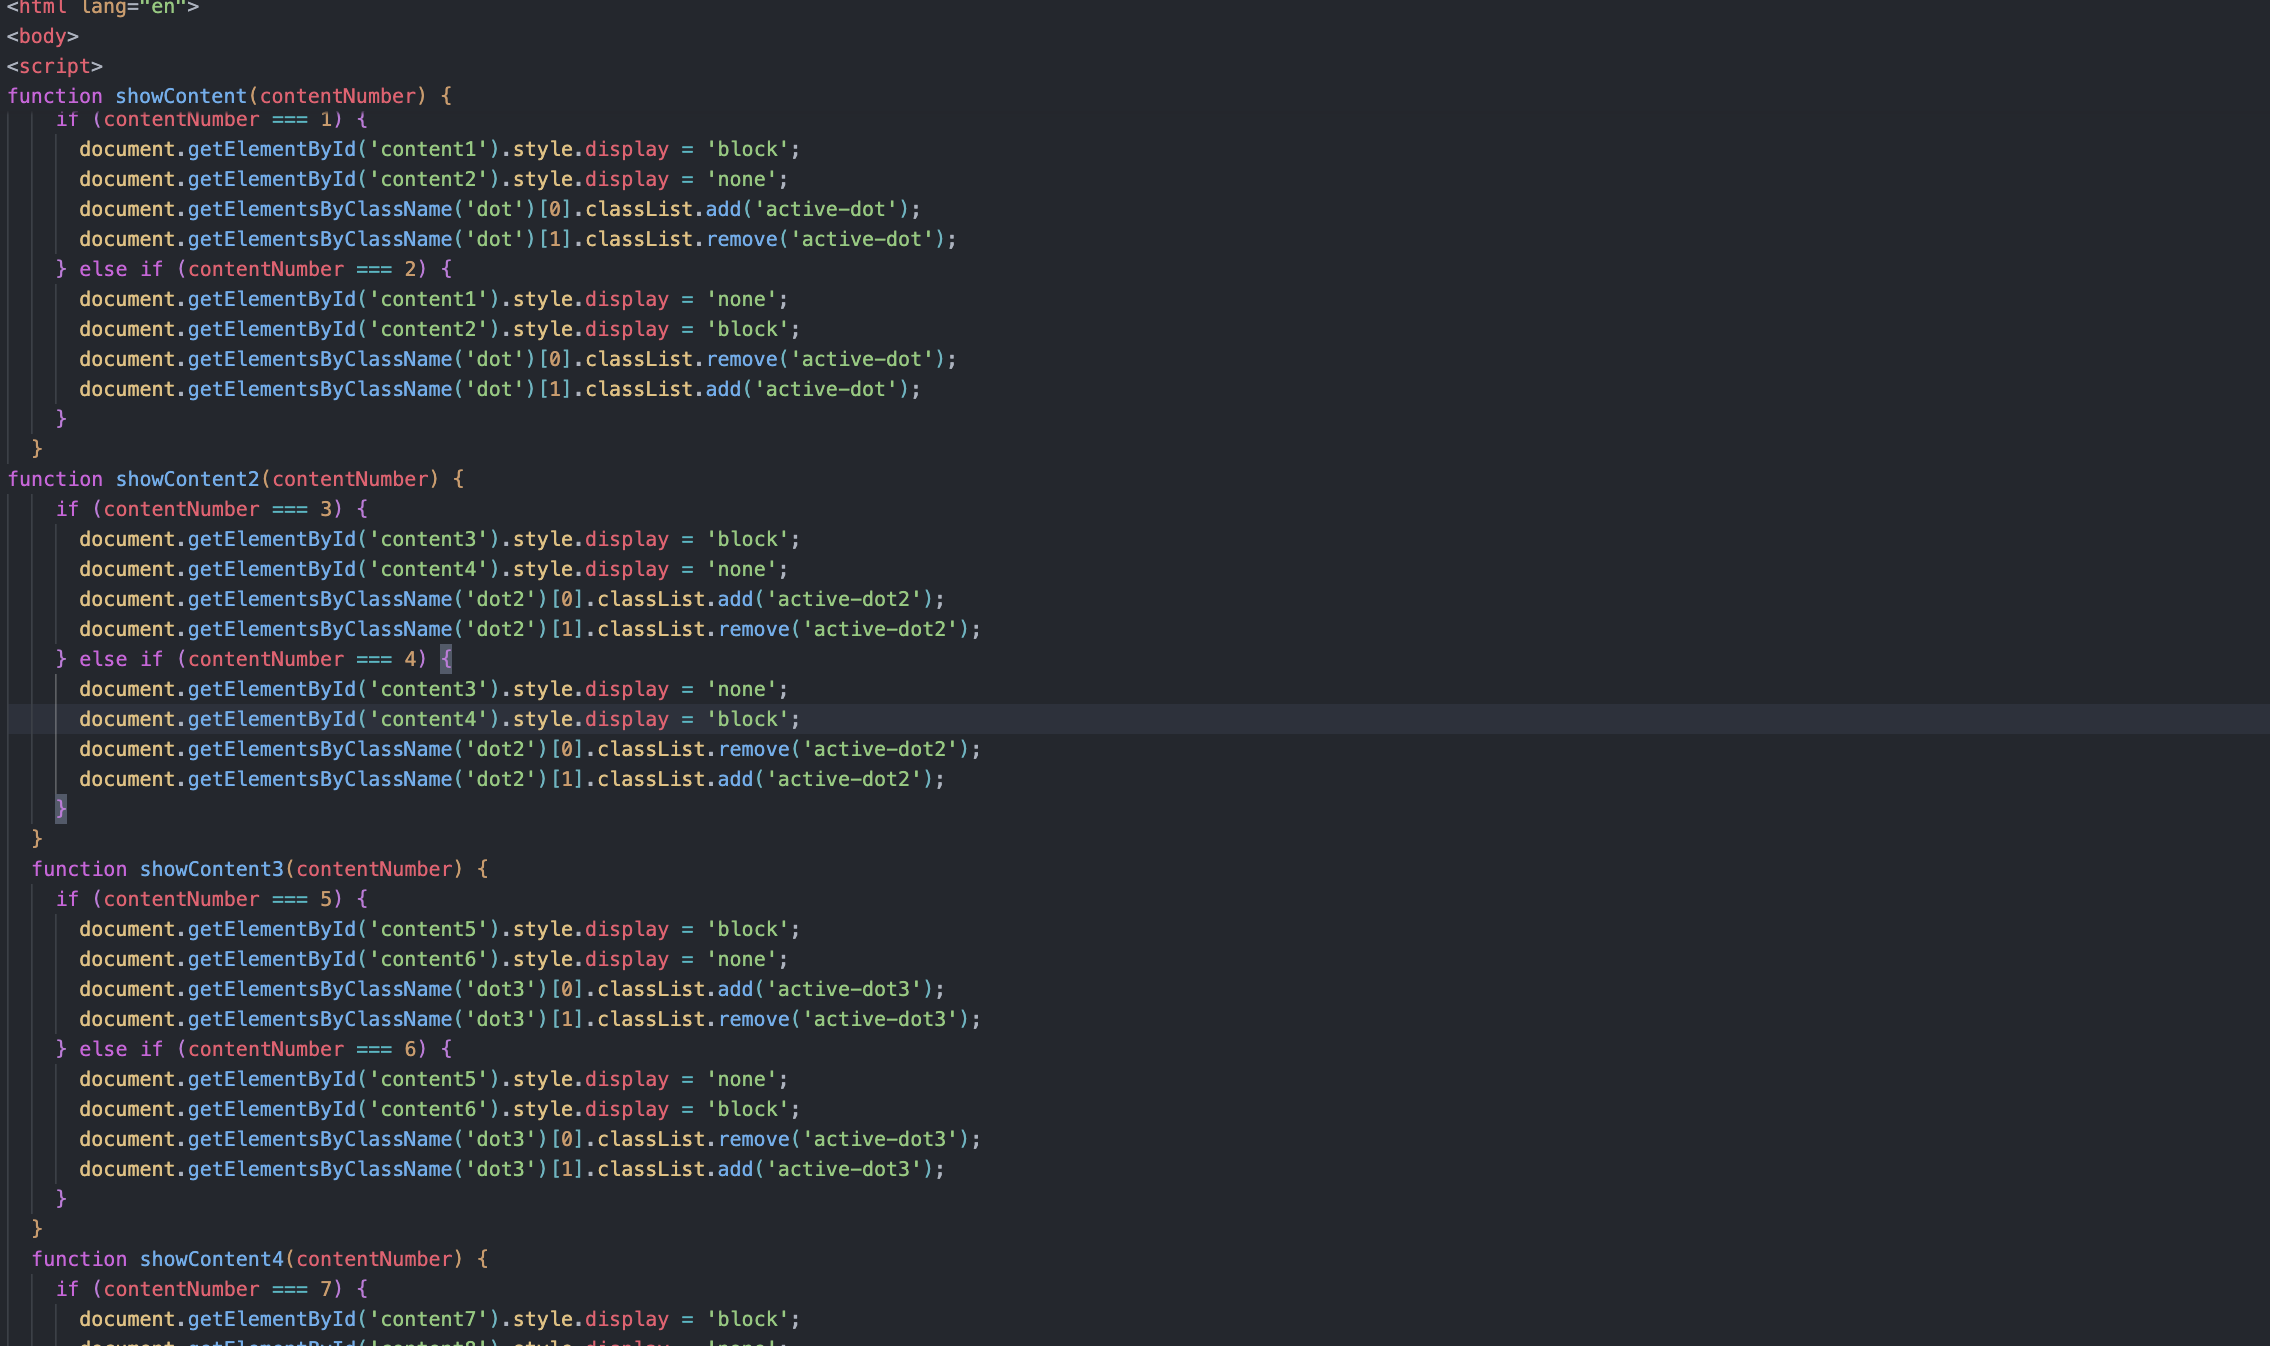 <html lang="en">
<body>
<script>
function showContent(contentNumber) {
if (contentNumber === 1) {
document.getElementById('content1').style.display = 'block';
document.getElementById('content2').style.display = 'none';
document.getElementsByClassName('dot')[0].classList.add('active-dot');
document.getElementsByClassName('dot')[1].classList.remove('active-dot');
} else if (contentNumber === 2) {
document.getElementById('content1').style.display = 'none';
document.getElementById('content2').style.display = 'block';
document.getElementsByClassName('dot')[0].classList.remove('active-dot');
document.getElementsByClassName('dot')[1].classList.add('active-dot');
}
}
function showContent2(contentNumber) {
if (contentNumber === 3) {
document.getElementById('content3').style.display = 'block';
document.getElementById('content4').style.display = 'none';
document.getElementsByClassName('dot2')[0].classList.add('active-dot2');
document.getElementsByClassName('dot2')[1].classList.remove('active-dot2');
} else if (contentNumber === 4) {
document.getElementById('content3').style.display = 'none';
document.getElementById('content4').style.display = 'block';
document.getElementsByClassName('dot2')[0].classList.remove('active-dot2');
document.getElementsByClassName('dot2')[1].classList.add('active-dot2');
}
}
function showContent3(contentNumber) {
if (contentNumber === 5) {
document.getElementById('content5').style.display = 'block';
document.getElementById('content6').style.display = 'none';
document.getElementsByClassName('dot3')[0].classList.add('active-dot3');
document.getElementsByClassName('dot3')[1].classList.remove('active-dot3');
} else if (contentNumber === 6) {
document.getElementById('content5').style.display = 'none';
document.getElementById('content6').style.display = 'block';
document.getElementsByClassName('dot3')[0].classList.remove('active-dot3');
document.getElementsByClassName('dot3')[1].classList.add('active-dot3');
}
}
function showContent4(contentNumber) {
if (contentNumber === 7) {
document.getElementById('content7').style.display = 'block';
document.getElementById('content8').style.display = 'none';